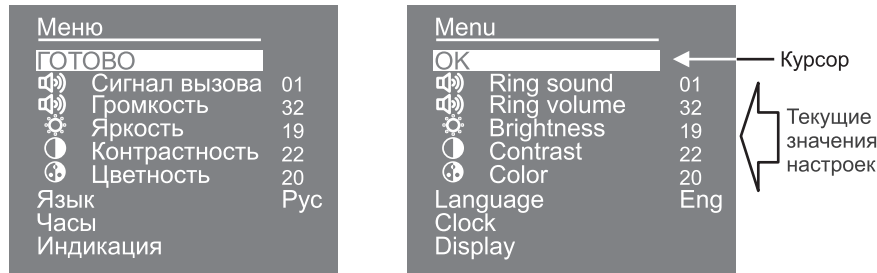 Меню
ГОТОВО
Сигнал вызова 01
Громкость 32
Яркость 19
Контрастность 22
Цветность 20
Язык Рус
Часы
Индикация
Menu
OK
Ring sound 01
Ring volume 32
Brightness 19
Contrast 22
Color 20
Language Eng
Clock
Display
Курсор
Текущие
значения
настроек